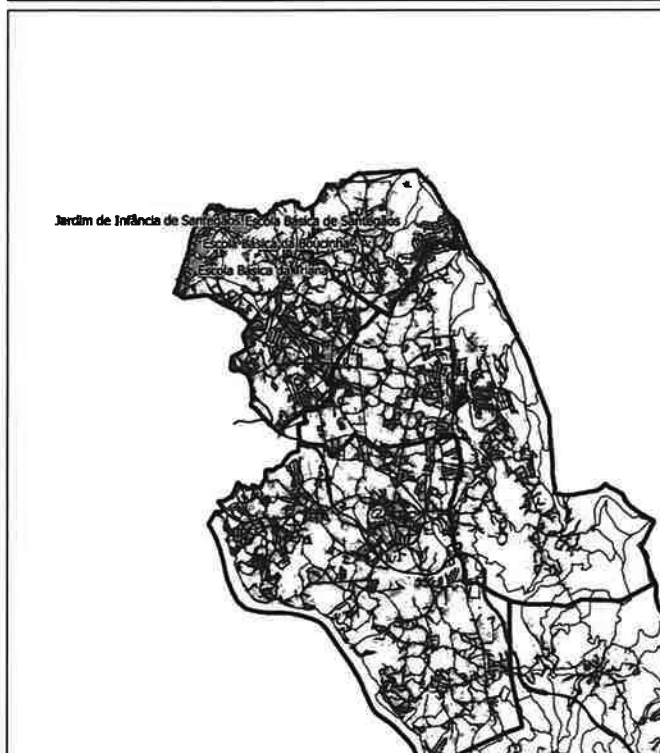 Jardim de Infância de Santegãos Escola Básica de Santegãos
Escola Básica da Boucinha
Escola Básica da Triana